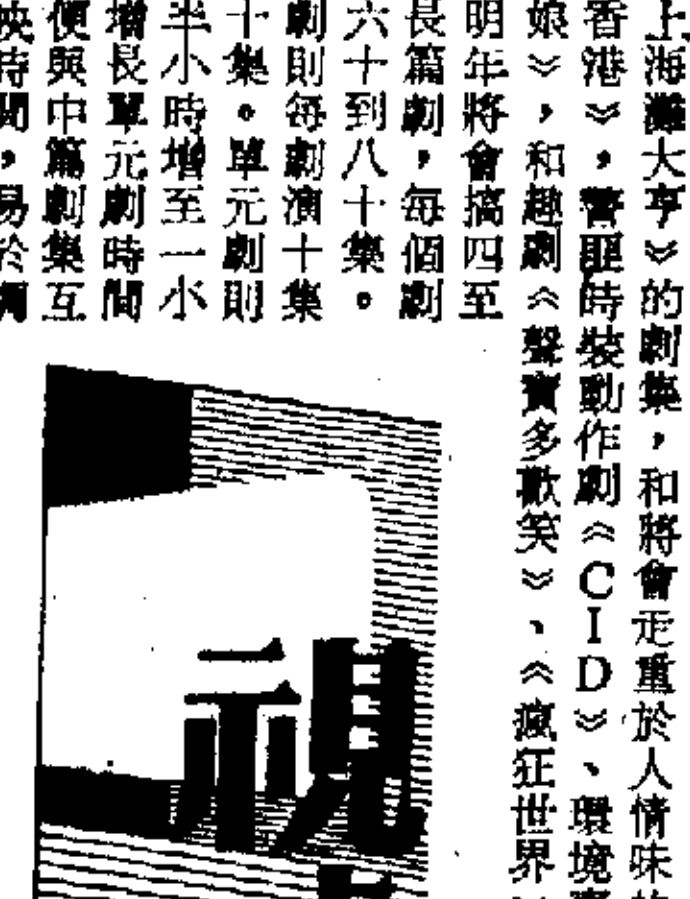 上海灘大亨》的劇集，和將會走重於人情味
香港》，警匪時裝動作劇《CID》、環境
娘》，和趣劇《聲寶多歡笑》、《瘋狂世界
明年將會搞四至
長篇劇，每個劇
六十到八十集。
劇則每劇演十集
十集。單元劇則
半小時增至一小
增長單元劇時間
便與中篇劇集互
映時間，易於
視